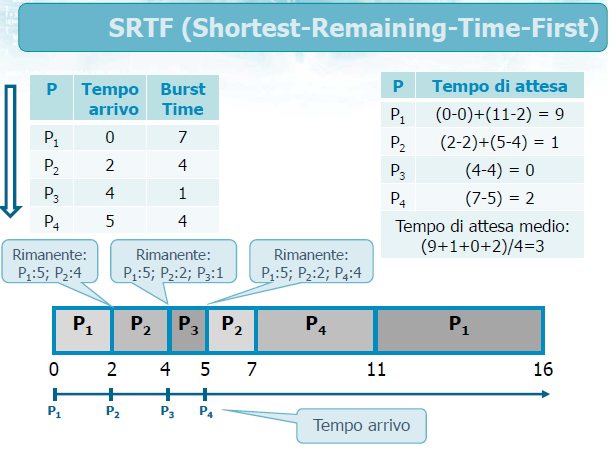 SRTF (Shortest-Remaining-Time-First)
P Tempo arrivo Burst Time
P1 0 7
P2 2 4
P3 4 1
P4 5 4
P Tempo di attesa
P1 (0-0)+(11-2) = 9
P2 (2-2)+(5-4) = 1
P3 (4-4) = 0
P4 (7-5) = 2
Tempo di attesa medio:
(9+1+0+2)/4=3
Rimanente:
P1:5; P2:4
Rimanente:
P1:5; P2:2; P3:1
Rimanente:
P1:5; P2:2; P4:4
P1 P2 P3 P2 P4 P1
0 2 4 5 7 11 16
P1 P2 P3 P4
Tempo arrivo